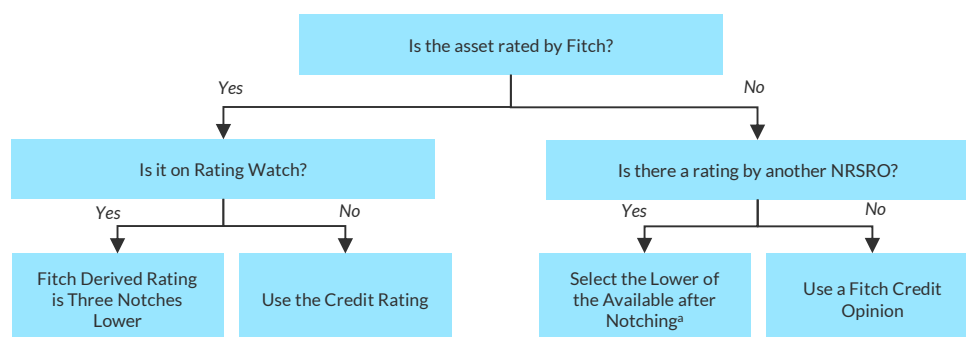 Is the asset rated by Fitch?
Yes
No
Is it on Rating Watch?
Is there a rating by another NRSRO?
Yes
No
Yes
No
Fitch Derived Rating
is Three Notches
Lower
Use the Credit Rating
Select the Lower of
the Available after
Notchingᵃ
Use a Fitch Credit
Opinion